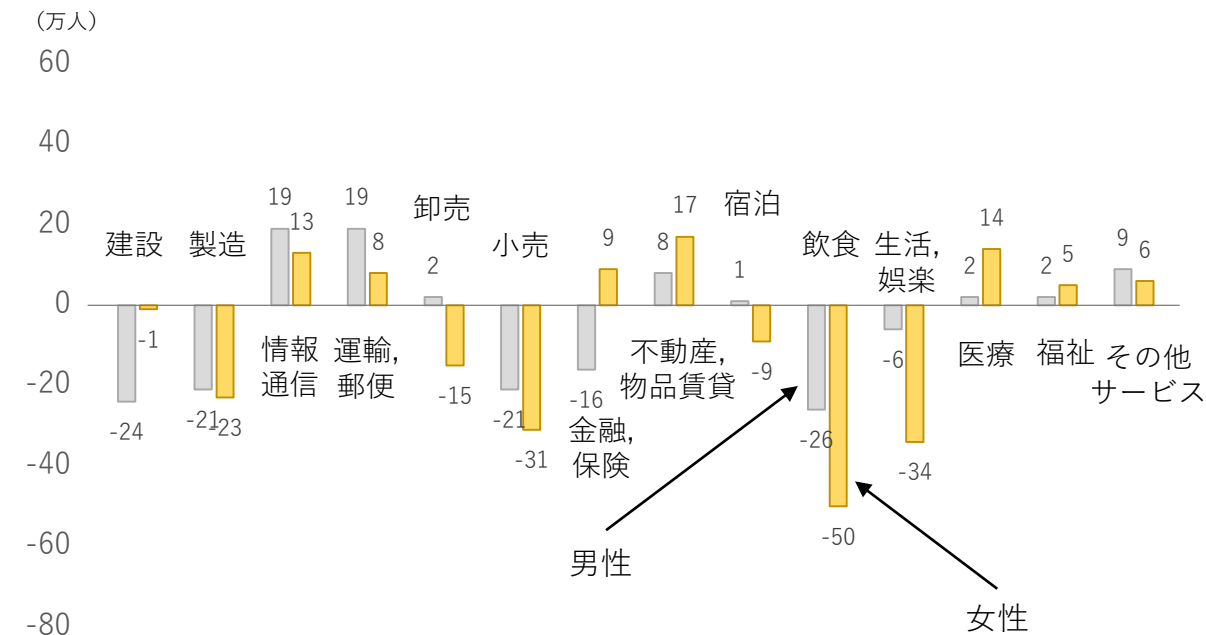 （万人）
60
40
20
0
-20
-40
-60
-80
建設
-24
-1
製造
-21
-23
19
13
情報
通信
19
8
運輸,
郵便
卸売
2
-15
小売
-21
-31
9
-16
金融,
保険
8
17
不動産,
物品賃貸
宿泊
1
-9
飲食
-26
-50
生活,
娯楽
-6
-34
2
14
医療
2
5
福祉
9
6
その他
サービス
男性
女性